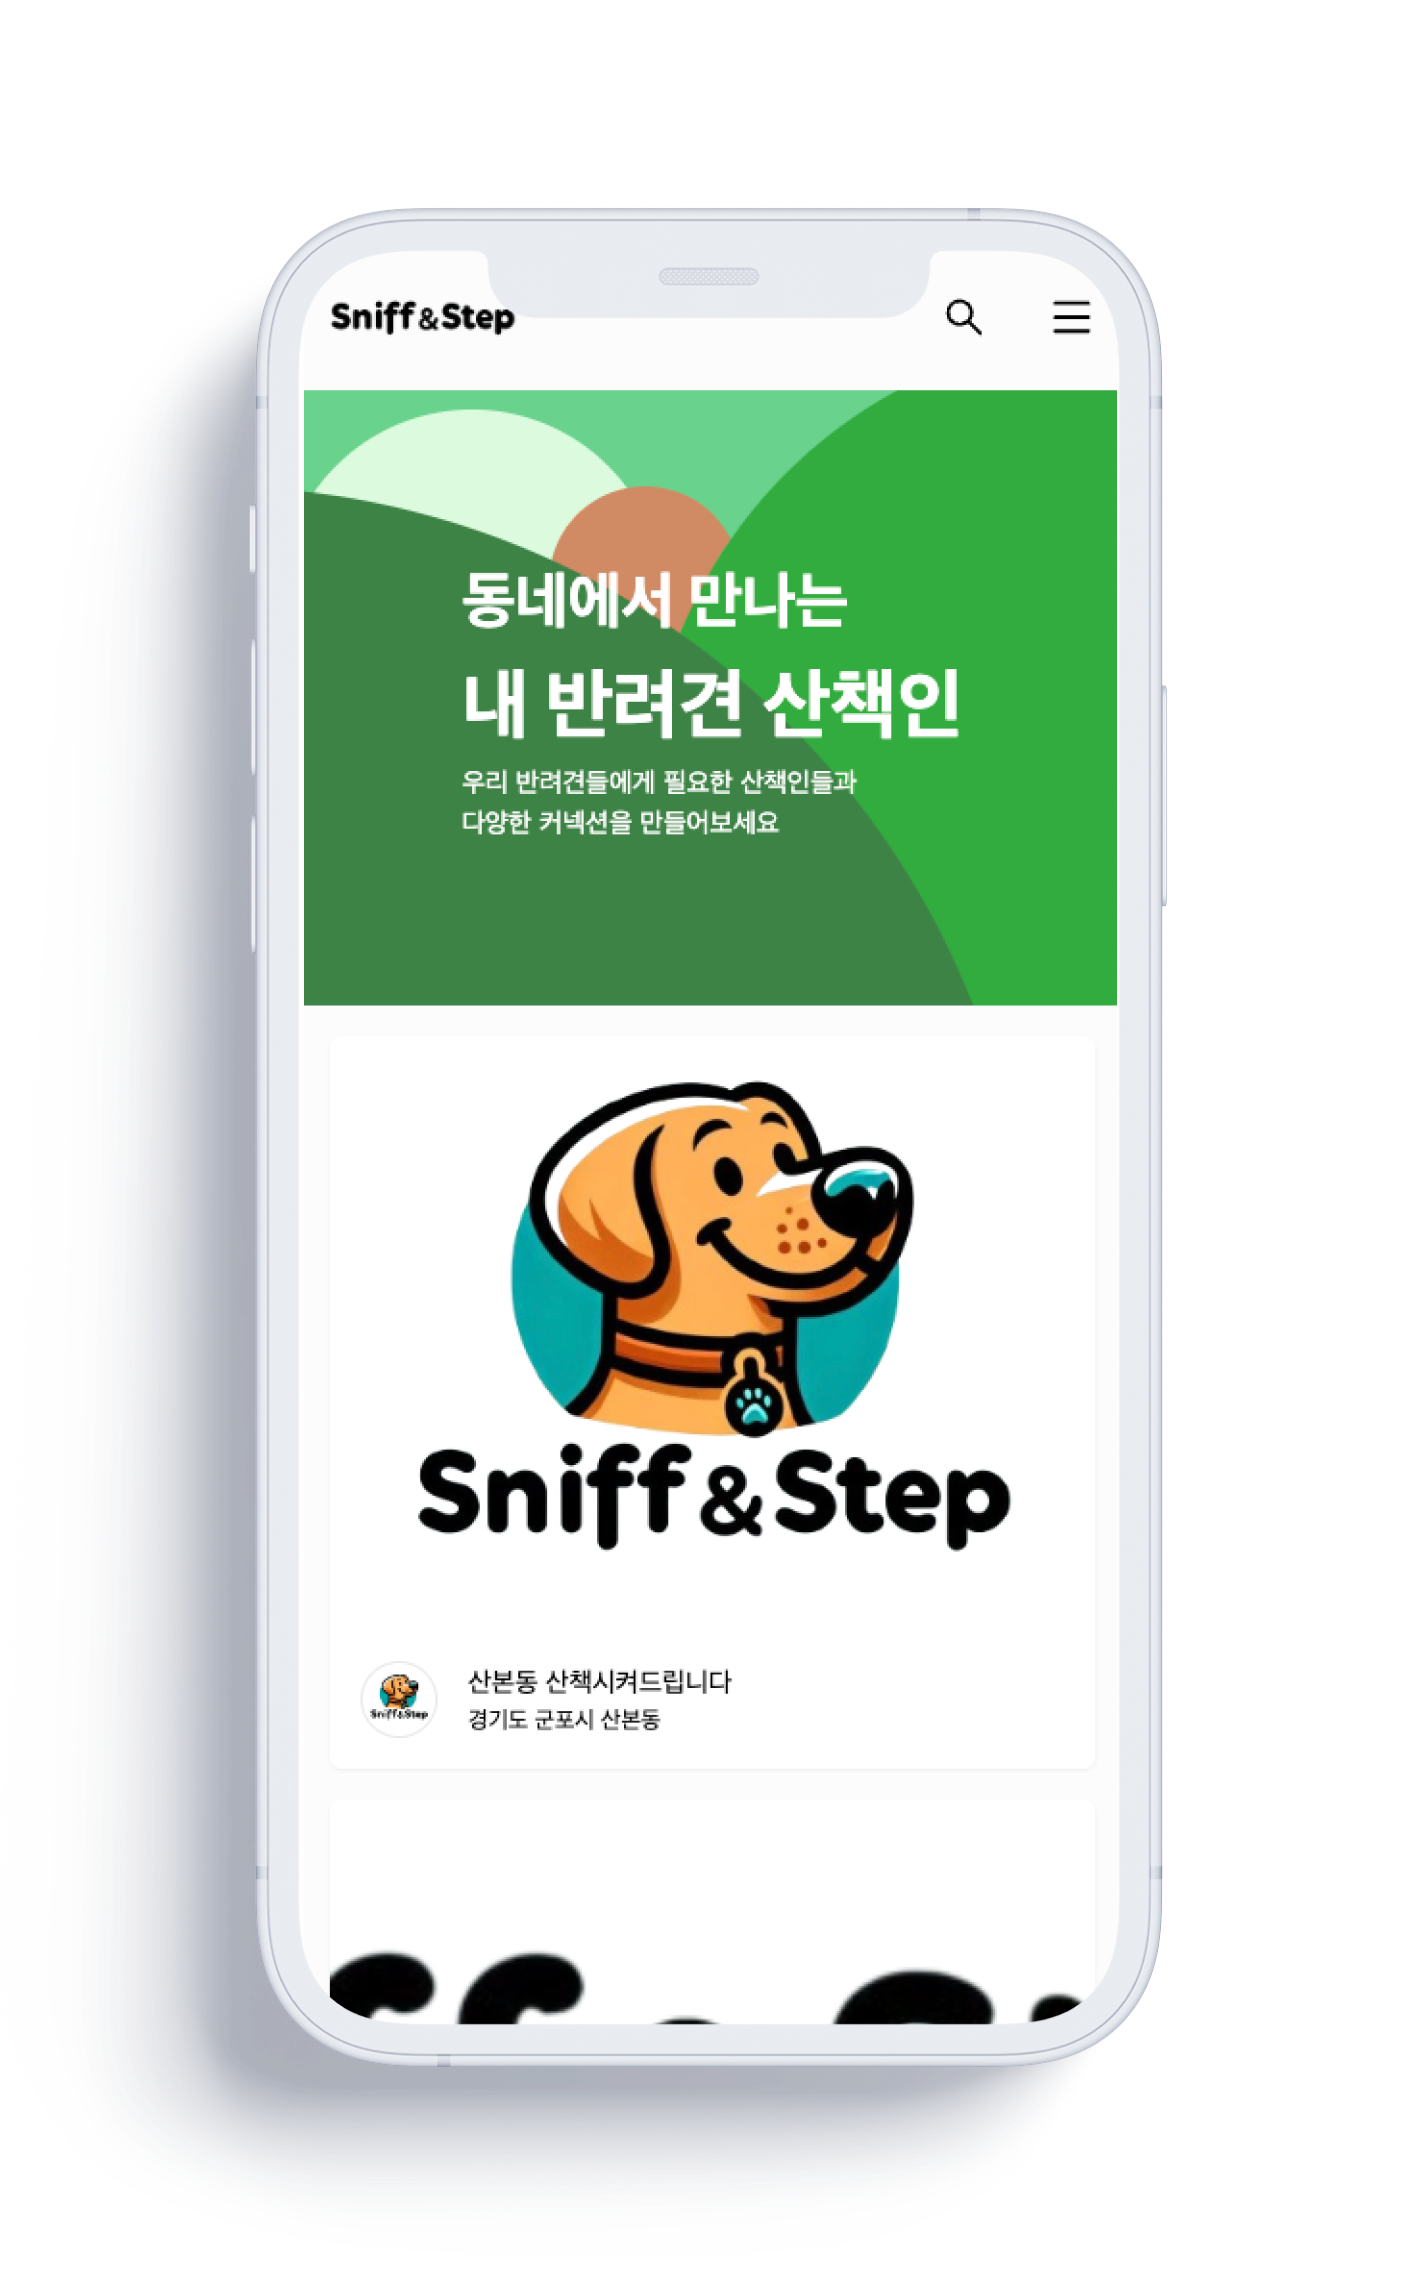 Sniff & Step
동네에서 만나는
내 반려견 산책인
우리 반려견들에게 필요한 산책인들과
다양한 커넥션을 만들어보세요
Sniff & Step
Sniff & Step
산본동 산책시켜드립니다
경기도 군포시 산본동